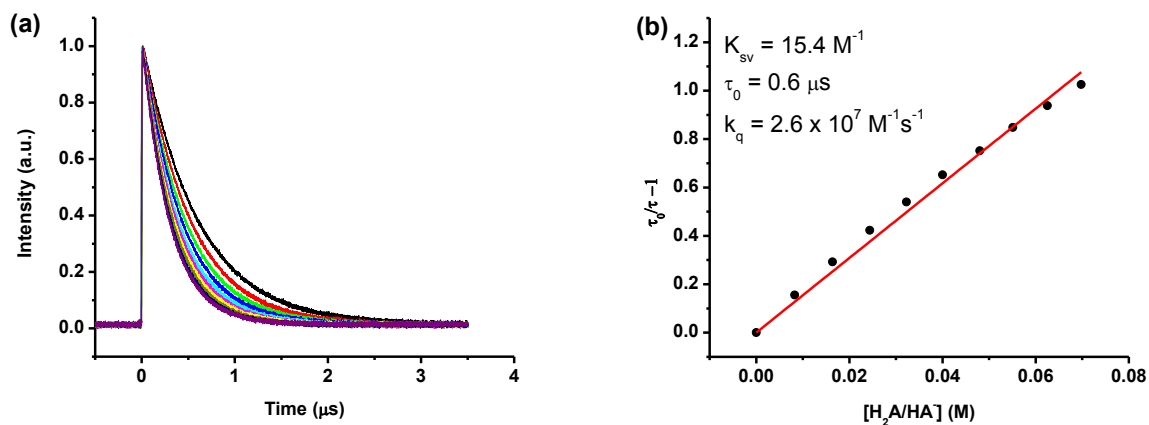 (a)
1.0
0.8
0.6
0.4
0.2
0.0
Intensity (a.u.)
0 1 2 3 4
Time (μs)
(b)
K_sv = 15.4 M⁻¹
τ₀ = 0.6 μs
k_q = 2.6 x 10⁷ M⁻¹s⁻¹
1.2
1.0
0.8
0.6
0.4
0.2
0.0
τ₀/τ −1
0.00 0.02 0.04 0.06 0.08
[H₂A/HA⁻] (M)